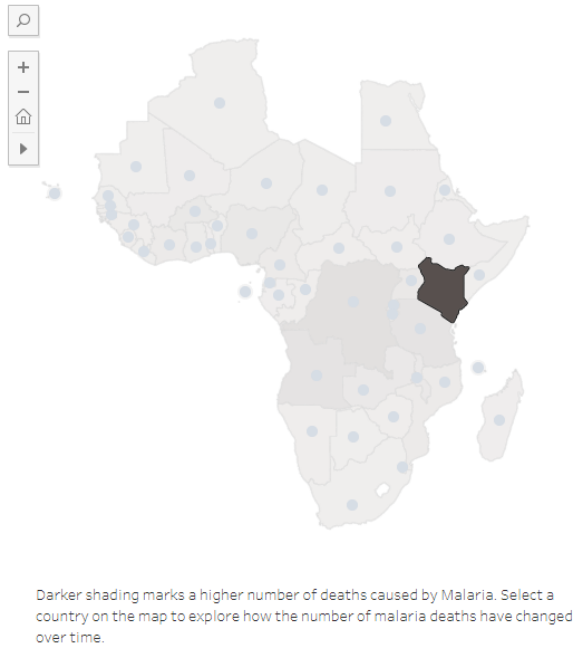 Darker shading marks a higher number of deaths caused by Malaria. Select a
country on the map to explore how the number of malaria deaths have changed
over time.